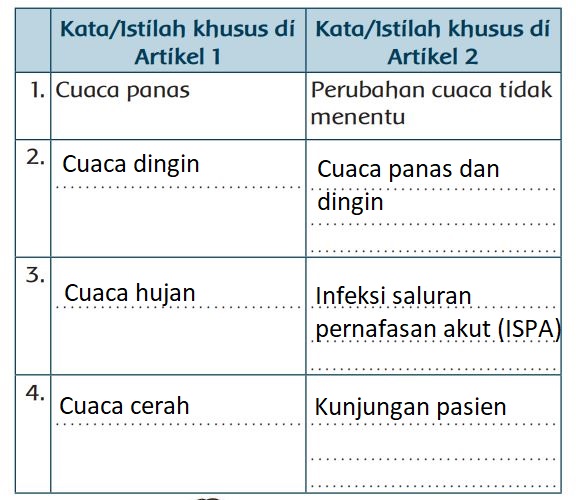 Kata/Istilah khusus di Artikel 1
Kata/Istilah khusus di Artikel 2
1. Cuaca panas
Perubahan cuaca tidak menentu
2. Cuaca dingin
Cuaca panas dan dingin
3. Cuaca hujan
Infeksi saluran pernafasan akut (ISPA)
4. Cuaca cerah
Kunjungan pasien